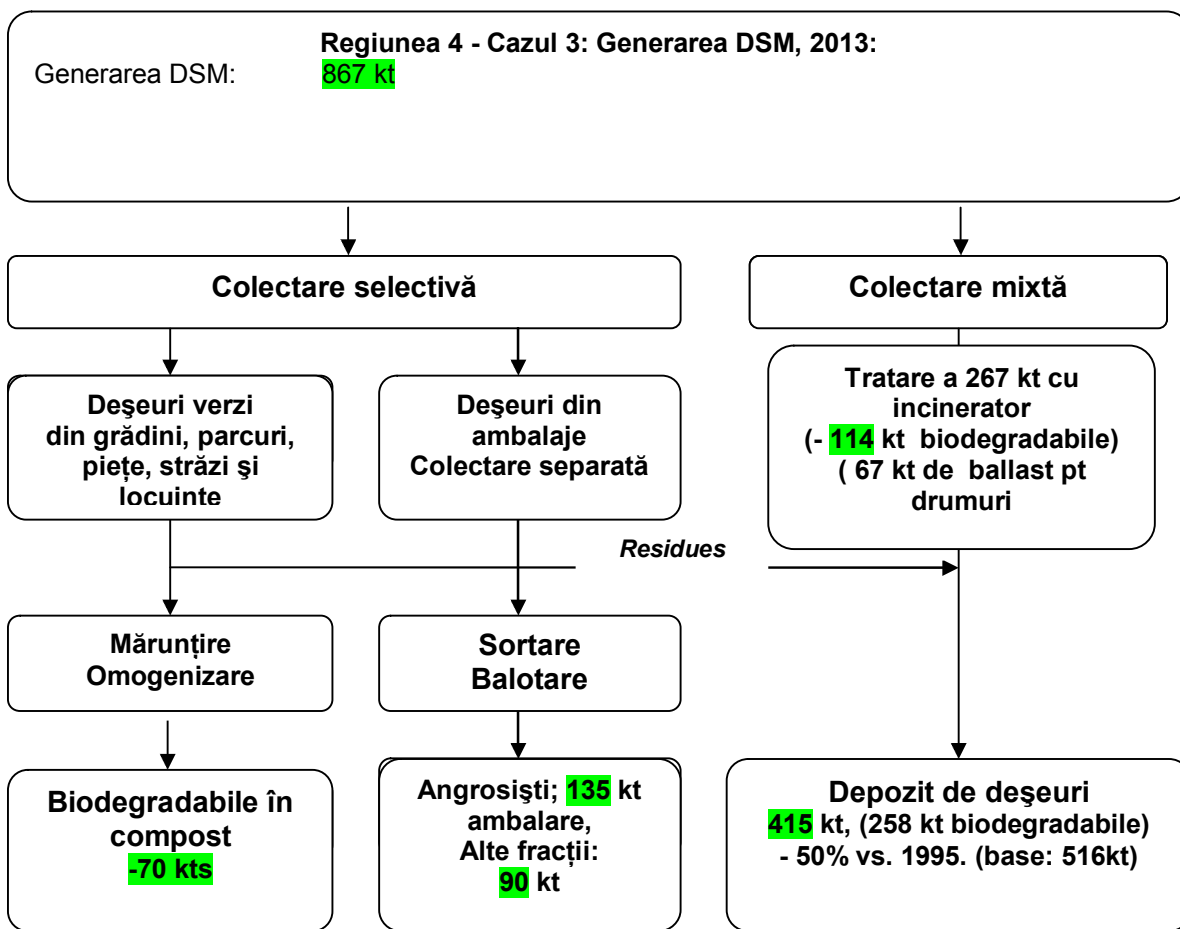 Regiunea 4 - Cazul 3: Generarea DSM, 2013:
Generarea DSM: 867 kt
Colectare selectivă
Colectare mixtă
Deşeuri verzi
din grădini, parcuri,
pieţe, străzi şi
locuinte
Deşeuri din
ambalaje
Colectare separată
Tratare a 267 kt cu
incinerator
(- 114 kt biodegradabile)
( 67 kt de ballast pt
drumuri
Residues
Mărunţire
Omogenizare
Sortare
Balotare
Biodegradabile în
compost
-70 kts
Angrosişti; 135 kt
ambalare,
Alte fracţii:
90 kt
Depozit de deşeuri
415 kt, (258 kt biodegradabile)
- 50% vs. 1995. (base: 516kt)